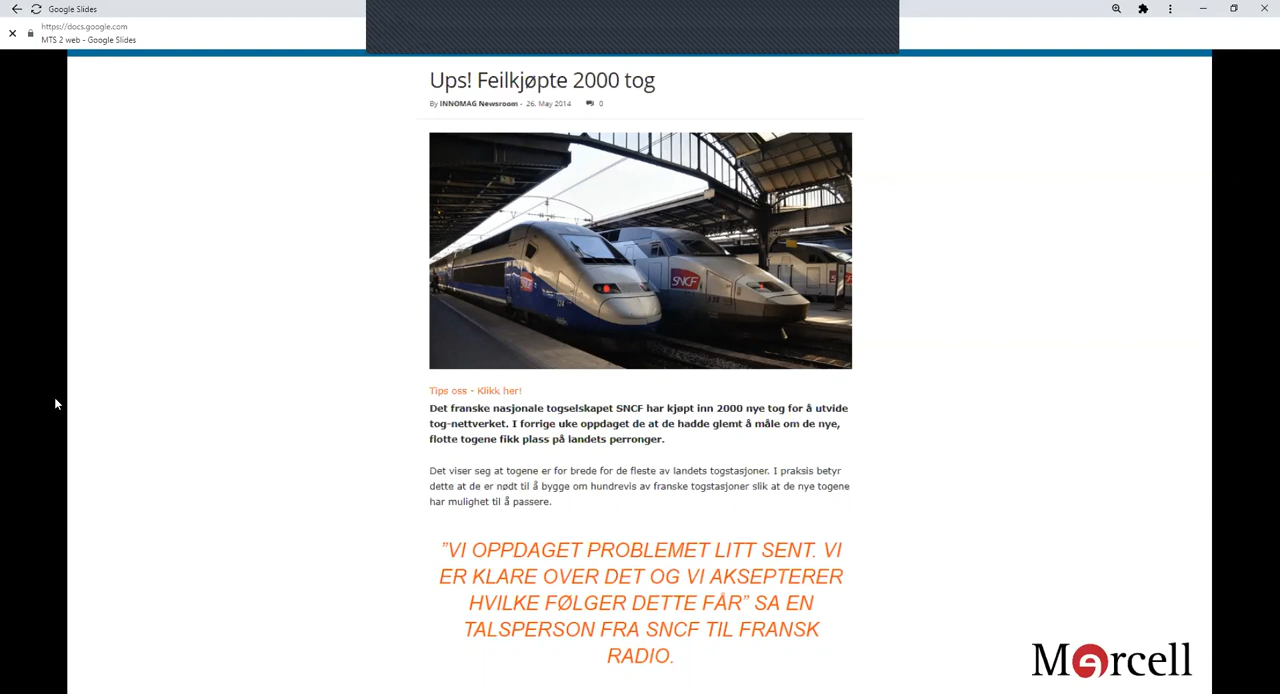 Google Slides
https://docs.google.com
MTS 2 web - Google Slides
Ups! Feilkjøpte 2000 tog
By INNOMAG Newsroom - 26. May 2014 0
SNCF
SNCF
Tips oss - Klikk her!
Det franske nasjonale togselskapet SNCF har kjøpt inn 2000 nye tog for å utvide
tog-nettverket. I forrige uke oppdaget de at de hadde glemt å måle om de nye,
flotte togene fikk plass på landets perronger.
Det viser seg at togene er for brede for de fleste av landets togstasjoner. I praksis betyr
dette at de er nødt til å bygge om hundrevis av franske togstasjoner slik at de nye togene
har mulighet til å passere.
”VI OPPDAGET PROBLEMET LITT SENT. VI
ER KLARE OVER DET OG VI AKSEPTERER
HVILKE FØLGER DETTE FÅR” SA EN
TALSPERSON FRA SNCF TIL FRANSK
RADIO.
Mercell